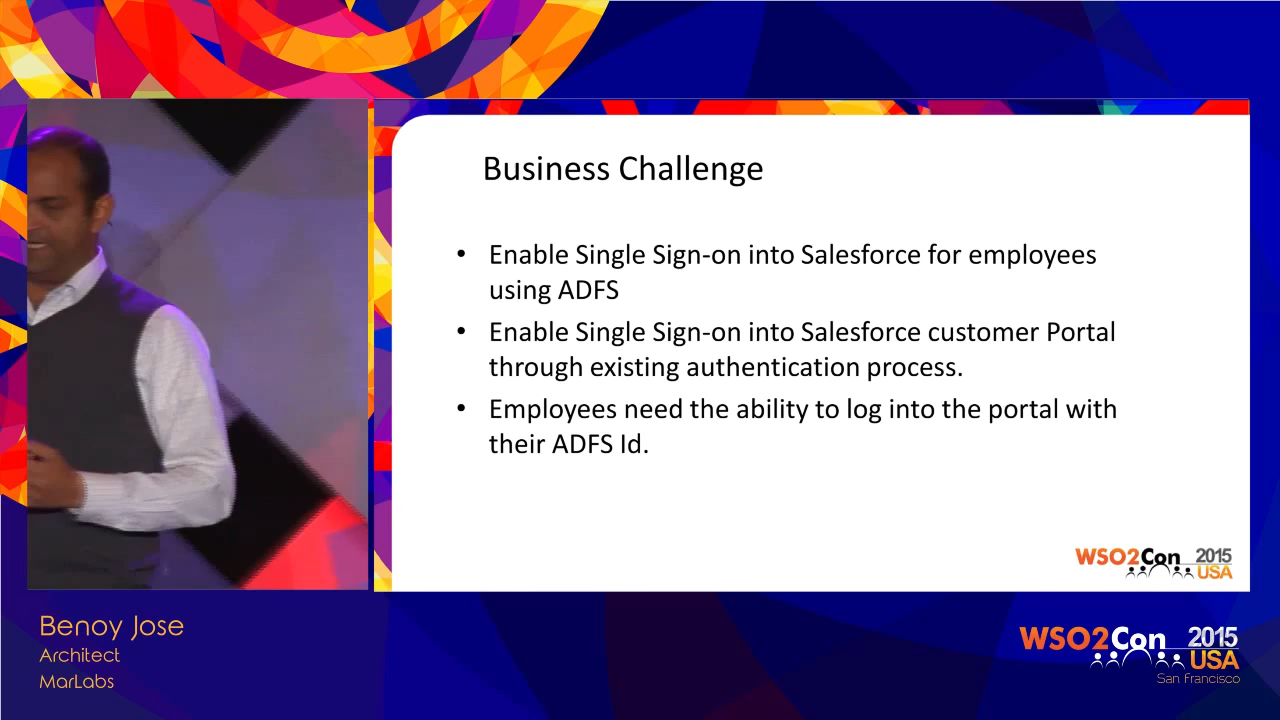 Business Challenge
• Enable Single Sign-on into Salesforce for employees
using ADFS
• Enable Single Sign-on into Salesforce customer Portal
through existing authentication process.
• Employees need the ability to log into the portal with
their ADFS Id.
WSO2Con 2015
USA
Benoy Jose
Architect
MarLabs
WSO2Con 2015
USA
San Francisco